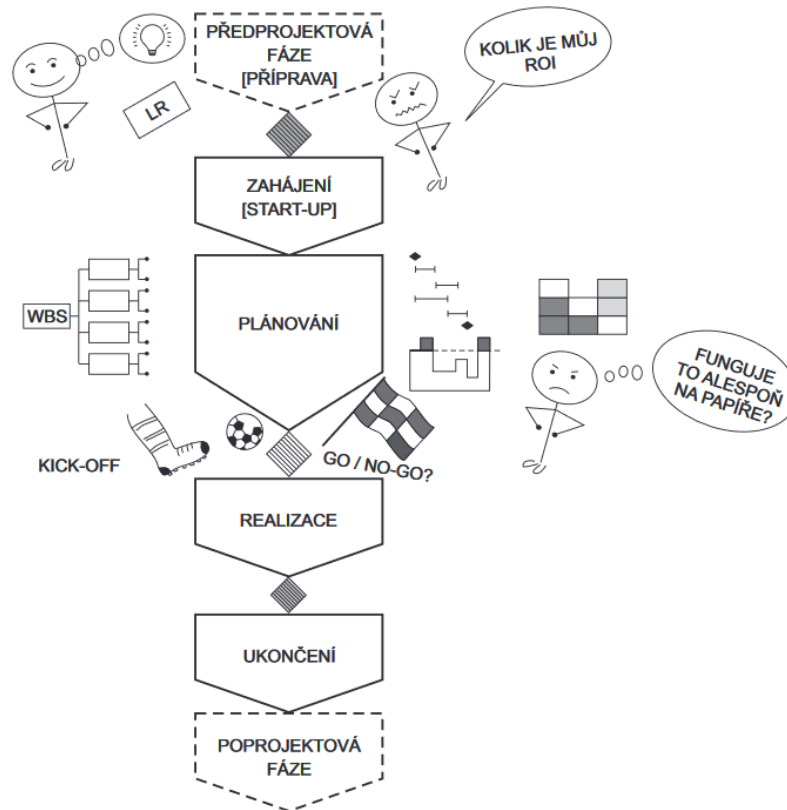 PŘEDPROJEKTOVÁ
FÁZE
[PŘÍPRAVA]
KOLIK JE MŮJ
ROI
LR
ZAHÁJENÍ
[START-UP]
WBS
PLÁNOVÁNÍ
FUNGUJE
TO ALESPOŇ
NA PAPÍŘE?
KICK-OFF
GO / NO-GO?
REALIZACE
UKONČENÍ
POPROJEKTOVÁ
FÁZE